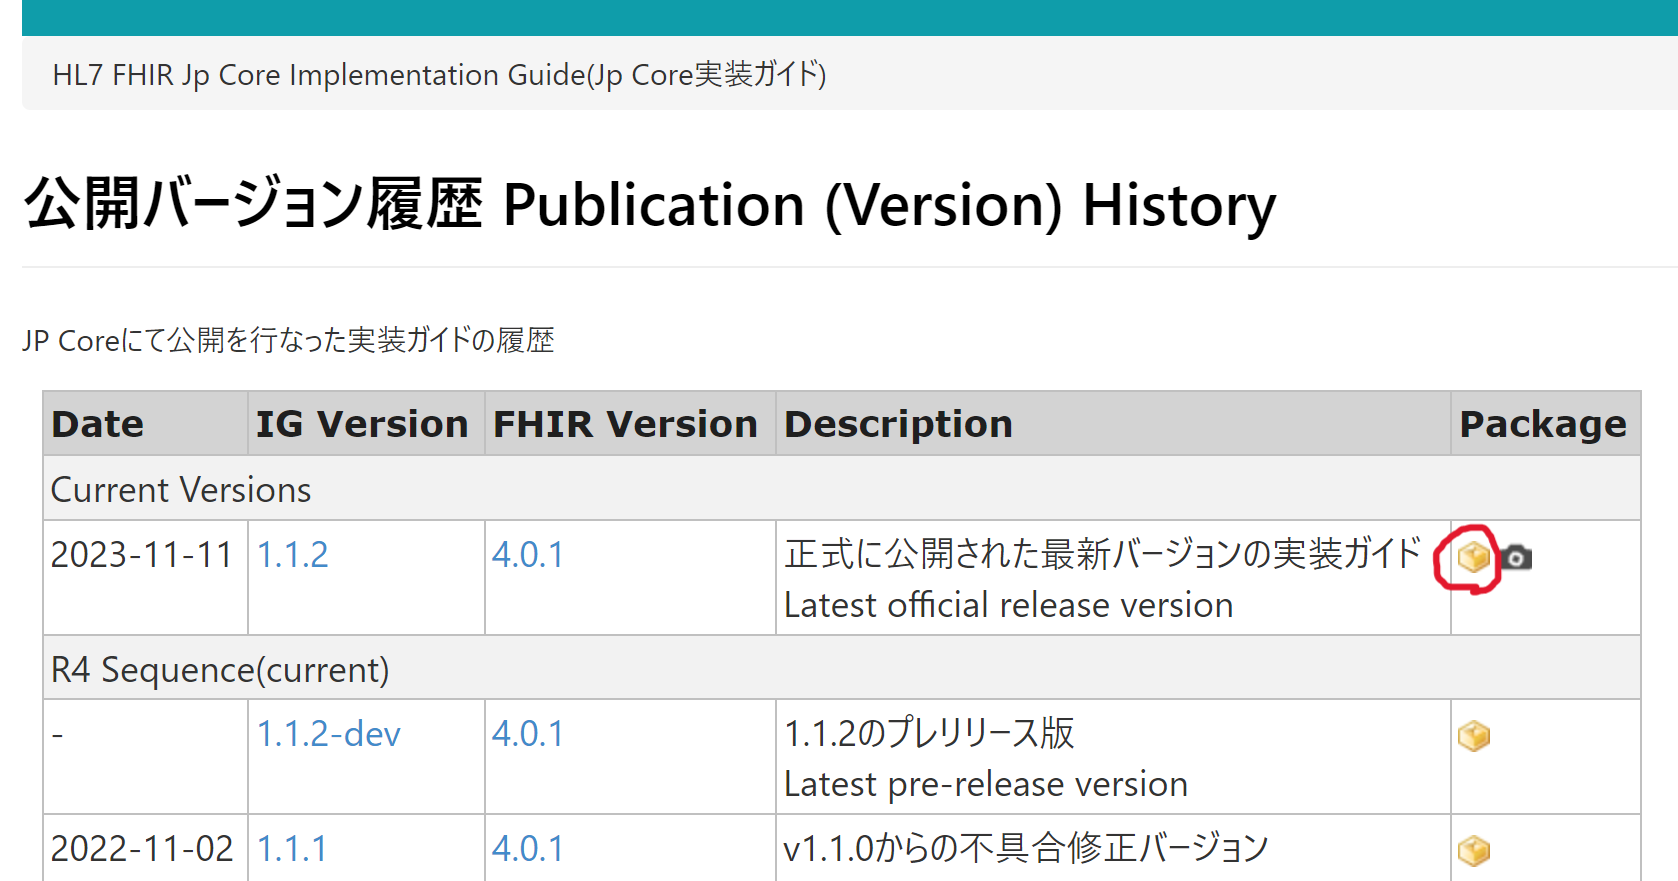 HL7 FHIR Jp Core Implementation Guide(Jp Core実装ガイド)
公開バージョン履歴 Publication (Version) History
JP Coreにて公開を行なった実装ガイドの履歴
Date IG Version FHIR Version Description Package
Current Versions
2023-11-11 1.1.2 4.0.1 正式に公開された最新バージョンの実装ガイド
Latest official release version
R4 Sequence(current)
- 1.1.2-dev 4.0.1 1.1.2のプレリリース版
Latest pre-release version
2022-11-02 1.1.1 4.0.1 v1.1.0からの不具合修正バージョン